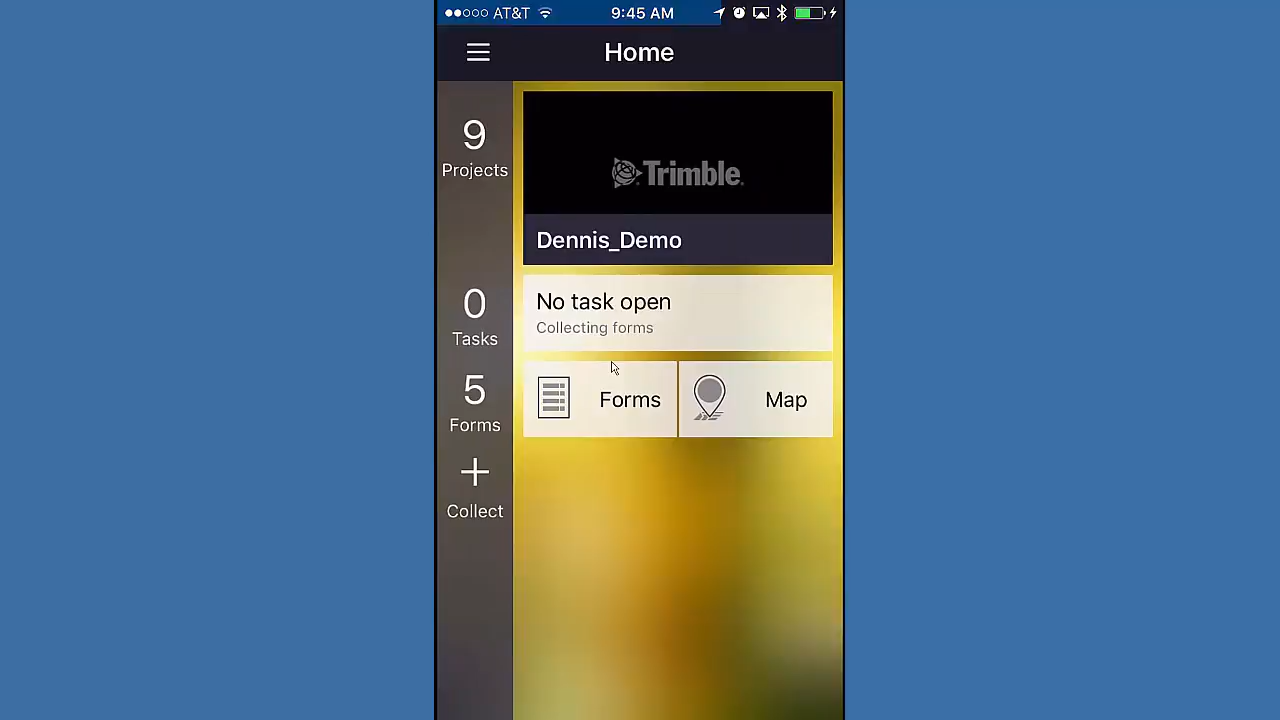 AT&T 9:45 AM
Home
9
Projects
Trimble
Dennis_Demo
0
Tasks
No task open
Collecting forms
5
Forms
Forms
Map
+
Collect